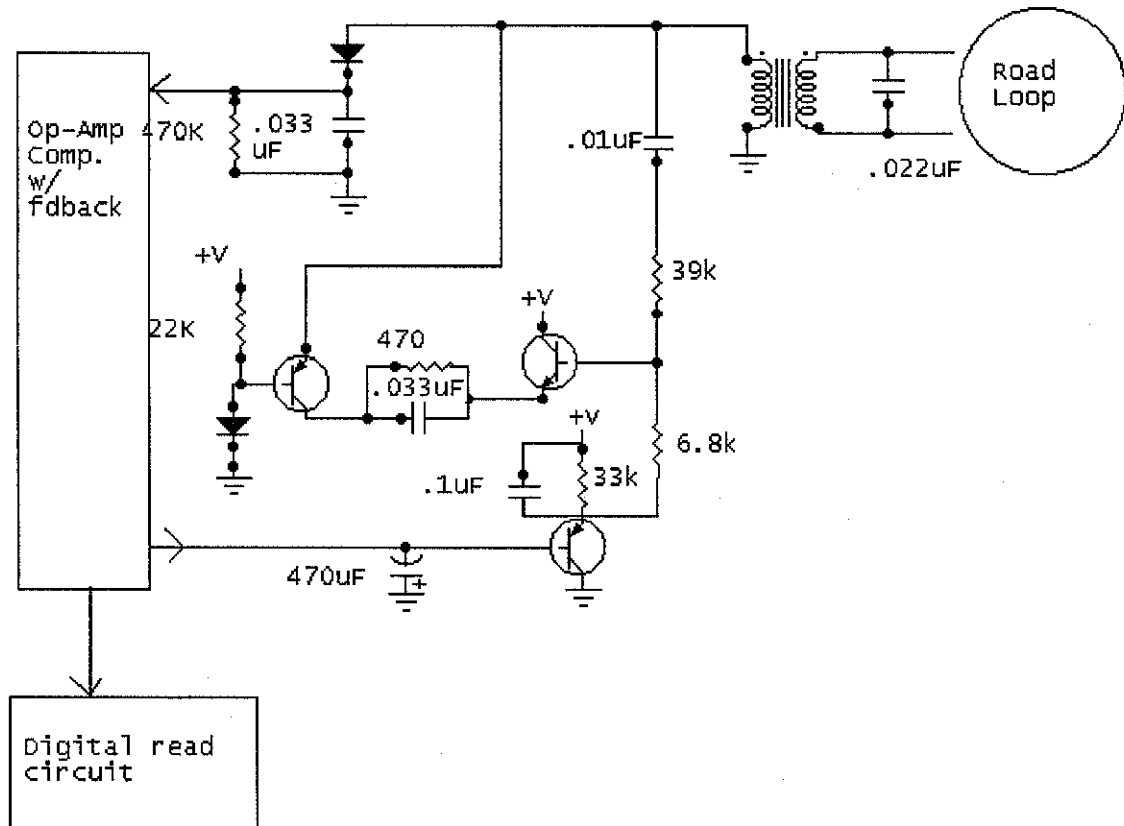 Road
Loop
Op-Amp
Comp.
w/
fdback
470K
.033
uF
.01uF
.022uF
+V
39k
22K
+V
470
.033uF
+V
6.8k
33k
.1uF
470uF
+
Digital read
circuit